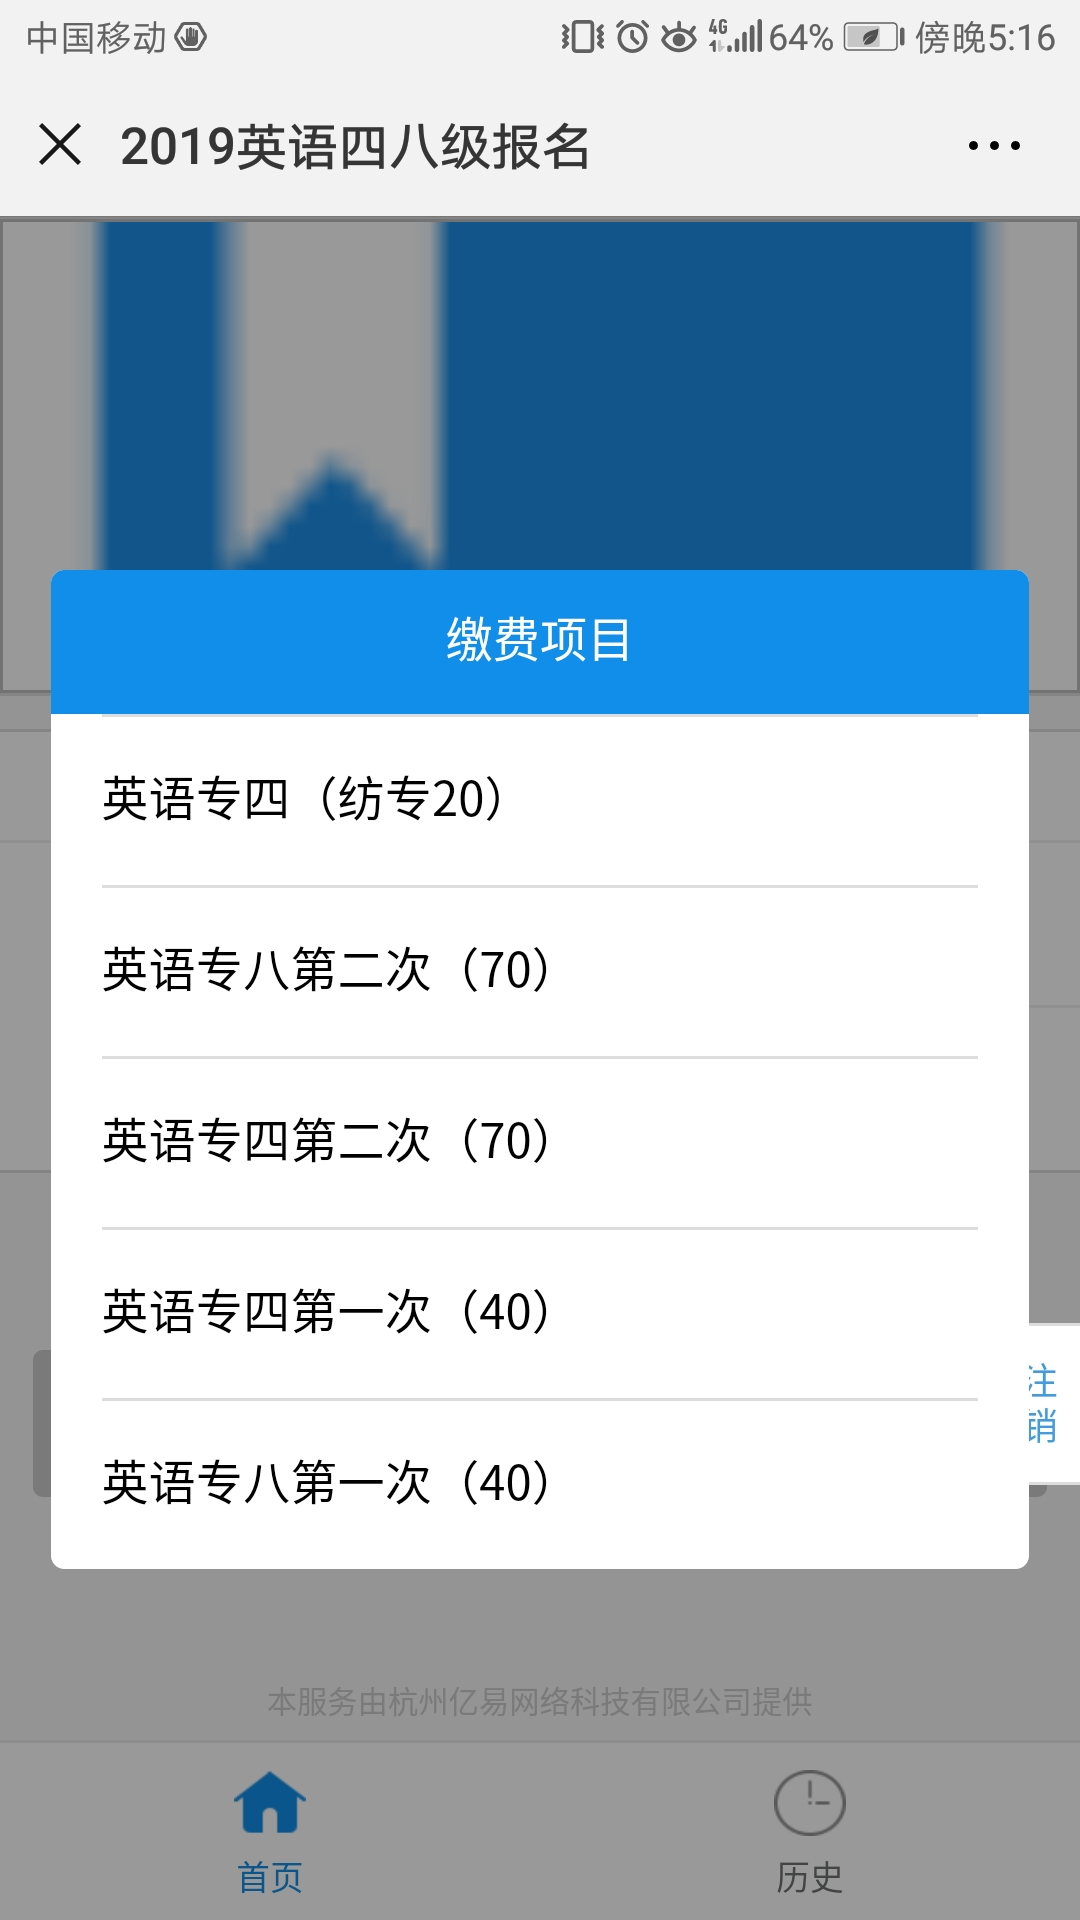 中国移动 4G 64% 傍晚5:16
2019英语四八级报名
缴费项目
英语专四（纺专20）
英语专八第二次（70）
英语专四第二次（70）
英语专四第一次（40）
注
销
英语专八第一次（40）
本服务由杭州亿易网络科技有限公司提供
首页
历史